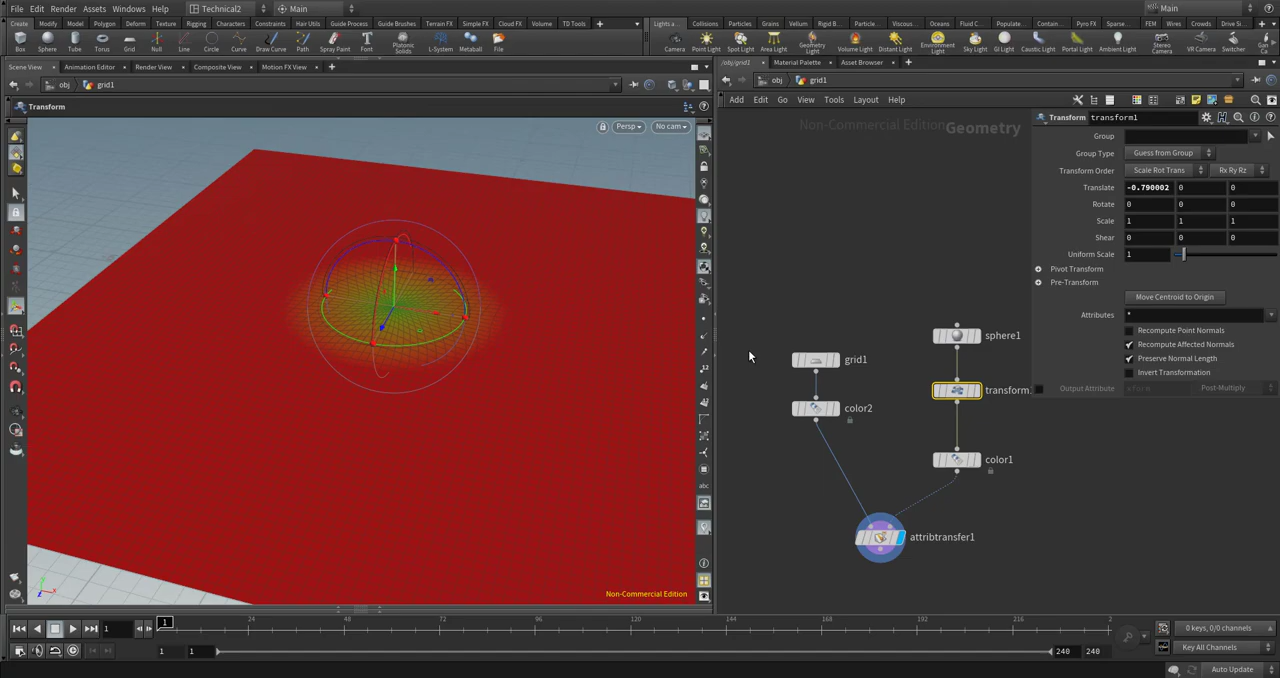 File Edit Render Assets Windows Help Technical2 Main Main
Create Modify Model Polygon Deform Texture Rigging Characters Constraints Hair Utils Guide Process Guide Brushes Terrain FX Simple FX Cloud FX Volume TD Tools
Lights a Collisions Particles Grains Vellum Rigid B Particle Viscous Oceans Fluid C Populate Contain Pyro FX Sparse FEM Wires Crowds Drive Si
Box Sphere Tube Torus Grid Null Line Circle Curve Draw Curve Path Spray Paint Font Platonic Solids L-System Metaball File
Camera Point Light Spot Light Area Light Geometry Light Volume Light Distant Light Environment Light Sky Light GI Light Caustic Light Portal Light Ambient Light Stereo Camera VR Camera Switcher
Scene View Animation Editor Render View Composite View Motion FX View
/obj/grid1 Material Palette Asset Browser
obj grid1
obj grid1
Transform
Add Edit Go View Tools Layout Help
Persp No cam
Non-Commercial Edition Geometry
Transform transform1
Group
Group Type Guess from Group
Transform Order Scale Rot Trans Rx Ry Rz
Translate -0.790002 0 0
Rotate 0 0 0
Scale 1 1 1
Shear 0 0 0
Uniform Scale 1
Pivot Transform
Pre-Transform
Move Centroid to Origin
Attributes *
Recompute Point Normals
Recompute Affected Normals
Preserve Normal Length
Invert Transformation
Output Attribute xform Post-Multiply
sphere1
grid1
transform
color2
color1
attribtransfer1
abc
Non-Commercial Edition
z x
1 1 24 48 72 96 120 144 168 192 216 2
0 keys, 0/0 channels
1 1 240 240 Key All Channels
Auto Update